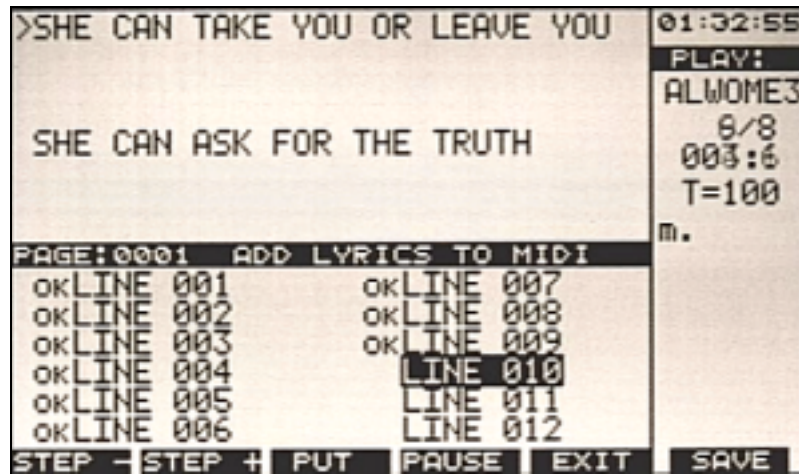 >SHE CAN TAKE YOU OR LEAVE YOU
SHE CAN ASK FOR THE TRUTH
01:32:55
PLAY:
ALWOME3
6/8
003:6
T=100
m.
PAGE:0001 ADD LYRICS TO MIDI
OKLINE 001
OKLINE 002
OKLINE 003
OKLINE 004
OKLINE 005
OKLINE 006
OKLINE 007
OKLINE 008
OKLINE 009
LINE 010
LINE 011
LINE 012
STEP - STEP + PUT PAUSE EXIT SAVE